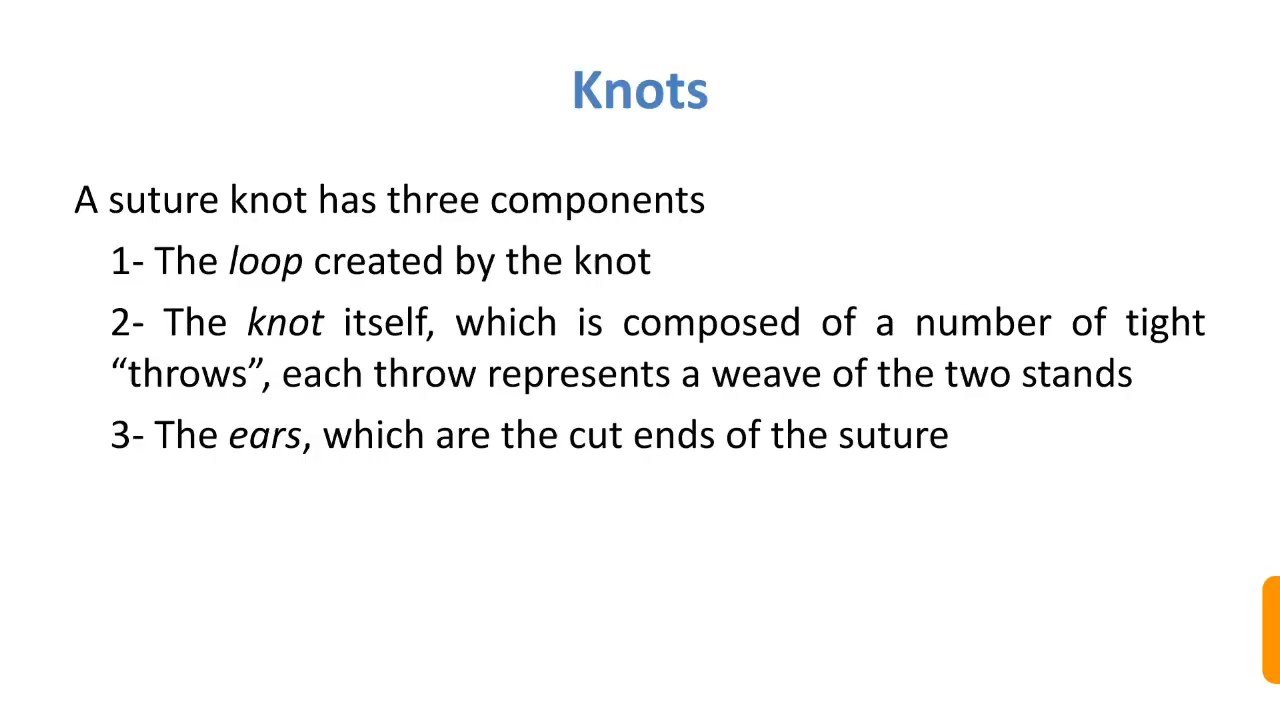 Knots
A suture knot has three components
1- The loop created by the knot
2- The knot itself, which is composed of a number of tight
“throws”, each throw represents a weave of the two stands
3- The ears, which are the cut ends of the suture